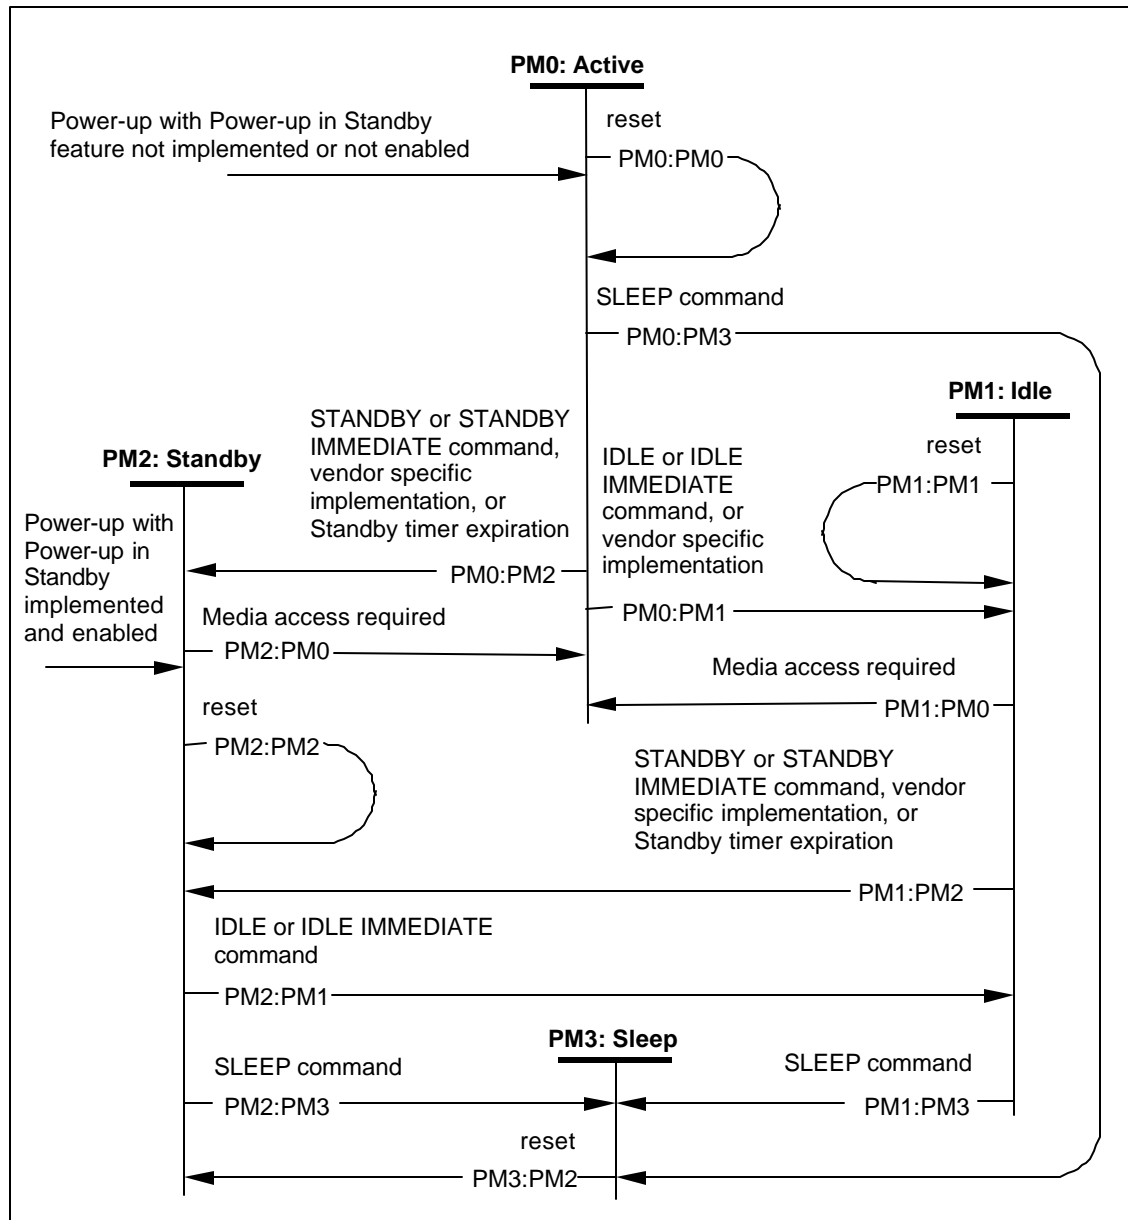 PM0: Active
Power-up with Power-up in Standby
feature not implemented or not enabled
reset
PM0:PM0
SLEEP command
PM0:PM3
PM1: Idle
STANDBY or STANDBY
IMMEDIATE command,
vendor specific
implementation, or
Standby timer expiration
PM0:PM2
PM2: Standby
IDLE or IDLE
IMMEDIATE
command, or
vendor specific
implementation
PM0:PM1
reset
PM1:PM1
Power-up with
Power-up in
Standby
implemented
and enabled
Media access required
PM2:PM0
Media access required
PM1:PM0
reset
PM2:PM2
STANDBY or STANDBY
IMMEDIATE command, vendor
specific implementation, or
Standby timer expiration
PM1:PM2
IDLE or IDLE IMMEDIATE
command
PM2:PM1
PM3: Sleep
SLEEP command
PM2:PM3
SLEEP command
PM1:PM3
reset
PM3:PM2